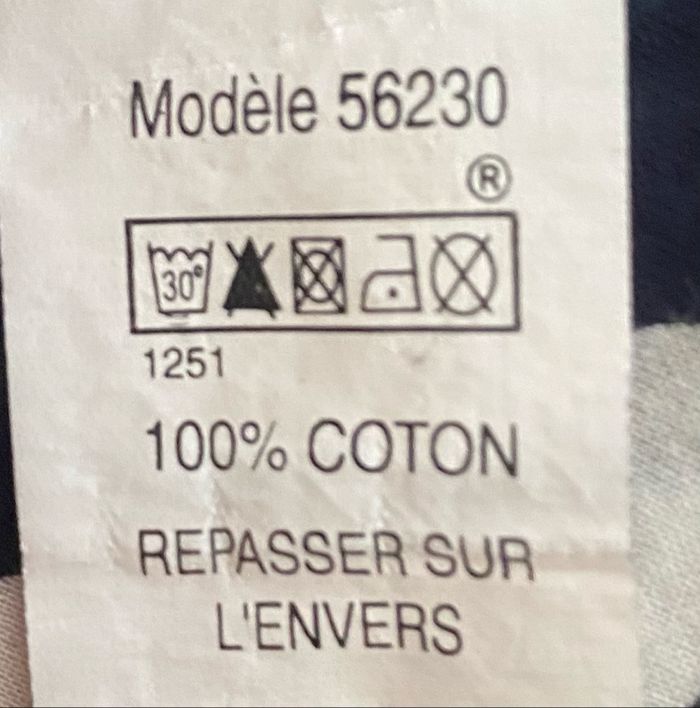 Modèle 56230
®
30°
1251
100% COTON
REPASSER SUR
L'ENVERS